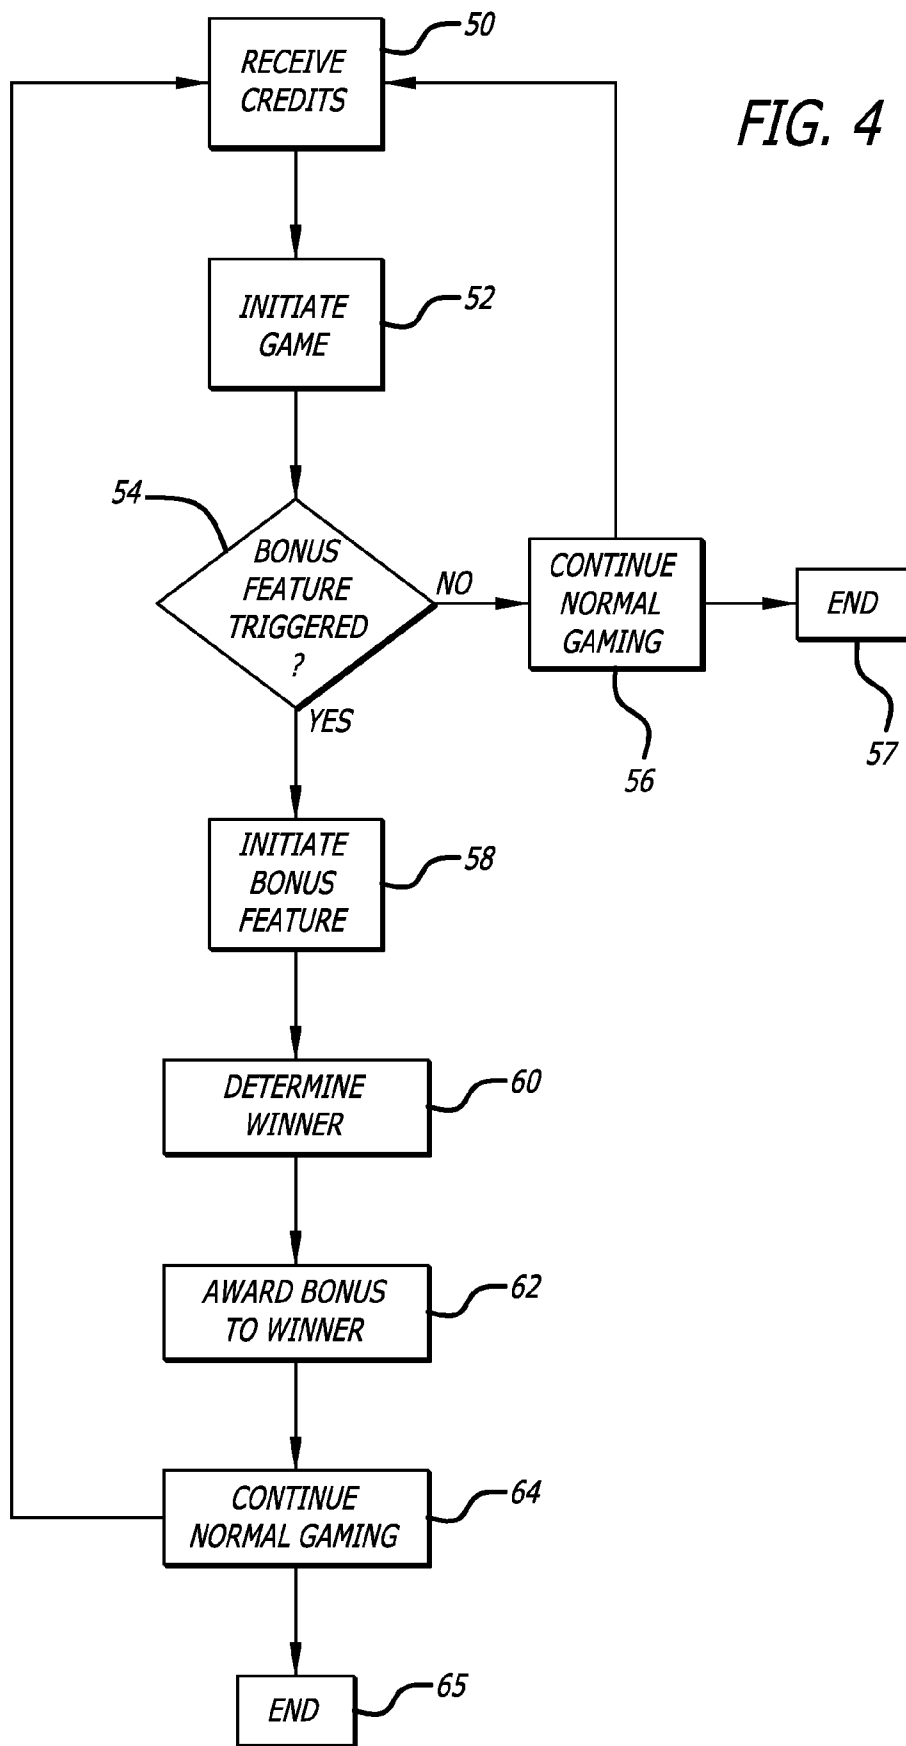 50
RECEIVE
CREDITS
FIG. 4
INITIATE
GAME
52
54
BONUS
FEATURE
TRIGGERED
?
NO
CONTINUE
NORMAL
GAMING
END
YES
56
57
INITIATE
BONUS
FEATURE
58
DETERMINE
WINNER
60
AWARD BONUS
TO WINNER
62
CONTINUE
NORMAL GAMING
64
END
65